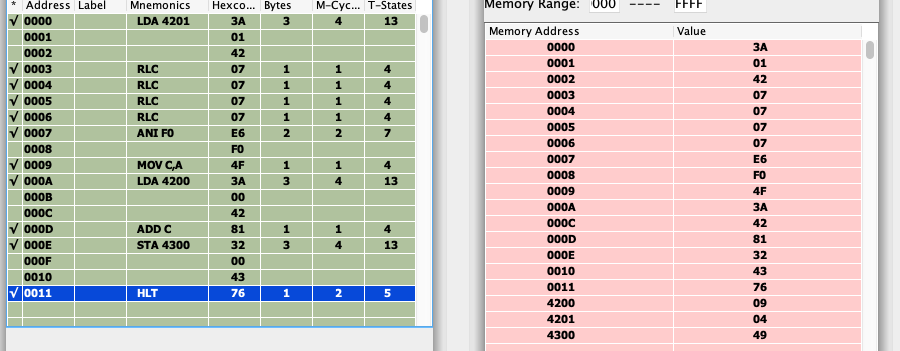 * Address Label Mnemonics Hexco... Bytes M-Cyc... T-States
√ 0000 LDA 4201 3A 3 4 13
0001 01
0002 42
√ 0003 RLC 07 1 1 4
√ 0004 RLC 07 1 1 4
√ 0005 RLC 07 1 1 4
√ 0006 RLC 07 1 1 4
√ 0007 ANI F0 E6 2 2 7
0008 F0
√ 0009 MOV C,A 4F 1 1 4
√ 000A LDA 4200 3A 3 4 13
000B 00
000C 42
√ 000D ADD C 81 1 1 4
√ 000E STA 4300 32 3 4 13
000F 00
0010 43
√ 0011 HLT 76 1 2 5
Memory Range: 000 ---- FFFF
Memory Address Value
0000 3A
0001 01
0002 42
0003 07
0004 07
0005 07
0006 07
0007 E6
0008 F0
0009 4F
000A 3A
000C 42
000D 81
000E 32
0010 43
0011 76
4200 09
4201 04
4300 49